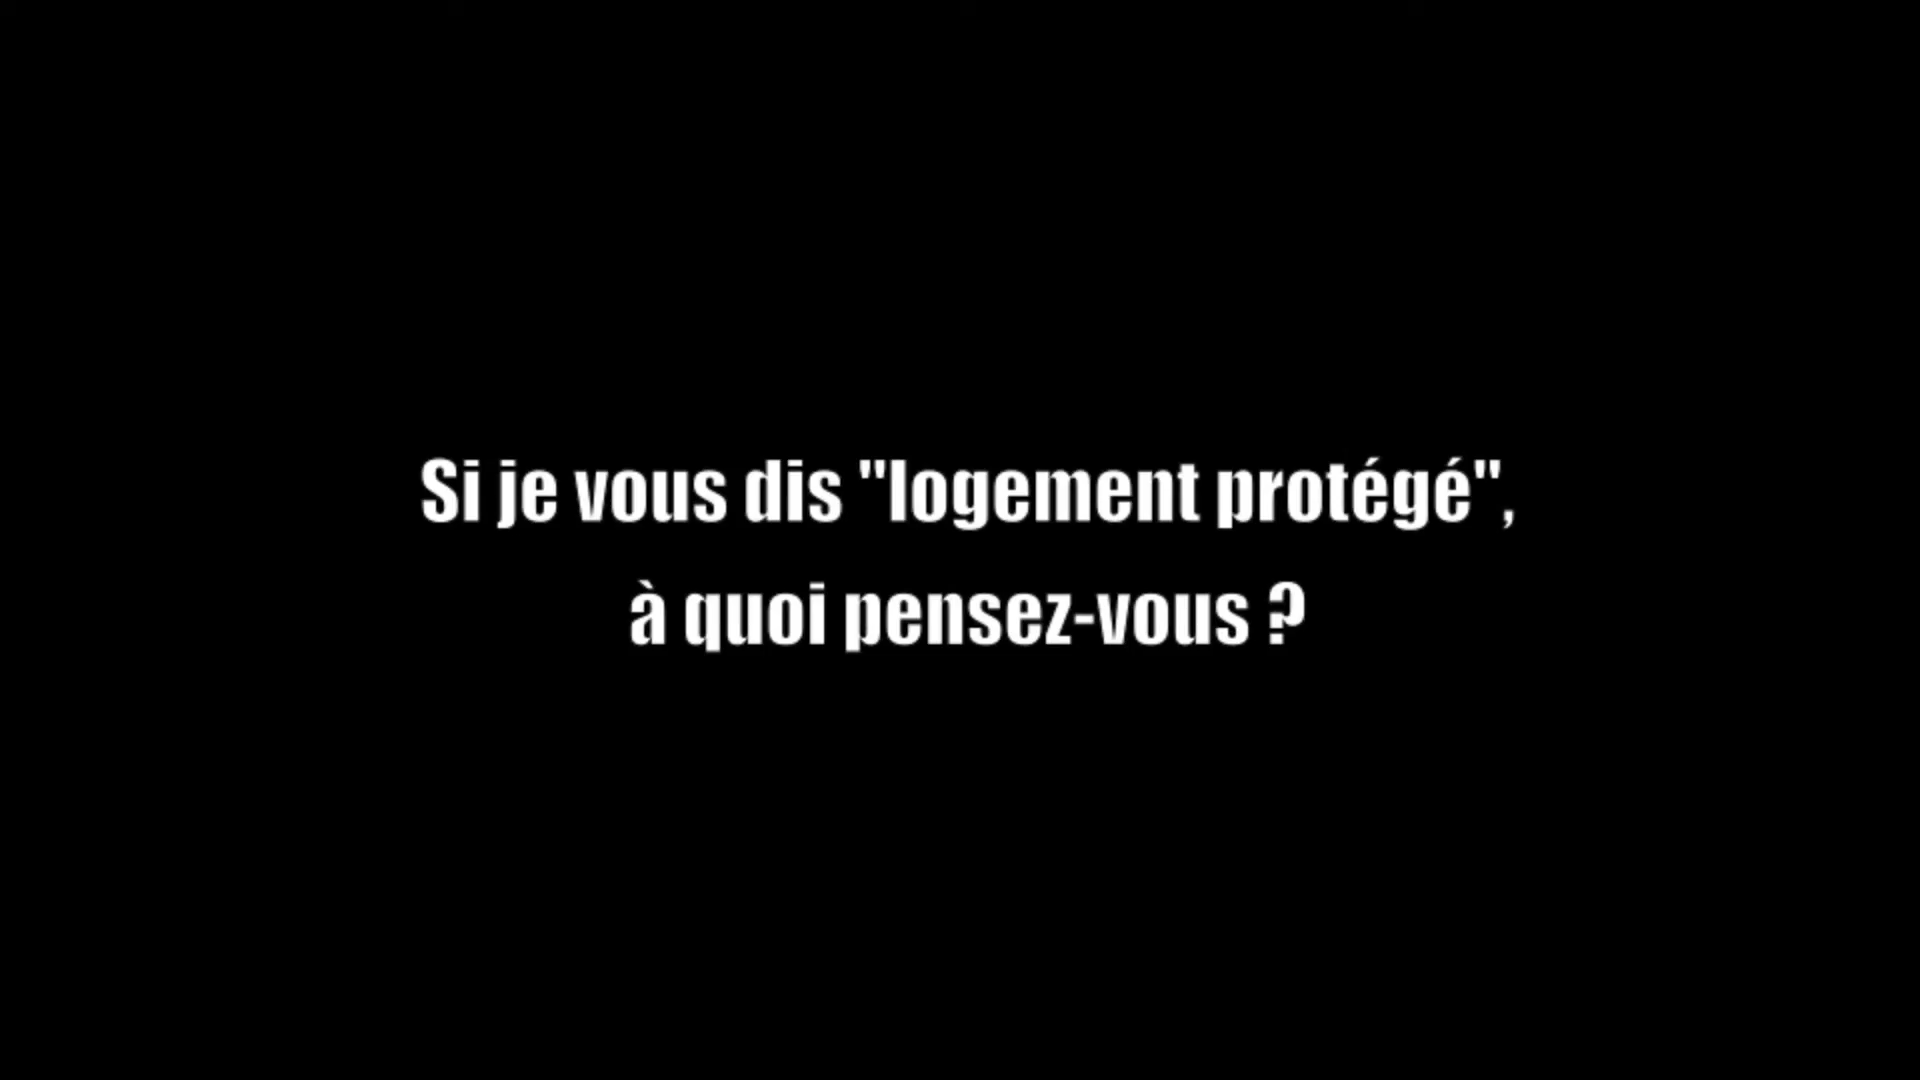 Si je vous dis "logement protégé",
à quoi pensez-vous ?